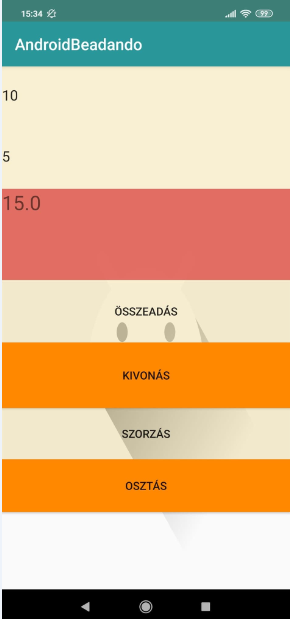 15:34 99
AndroidBeadando
10
5
15.0
ÖSSZEADÁS
KIVONÁS
SZORZÁS
OSZTÁS